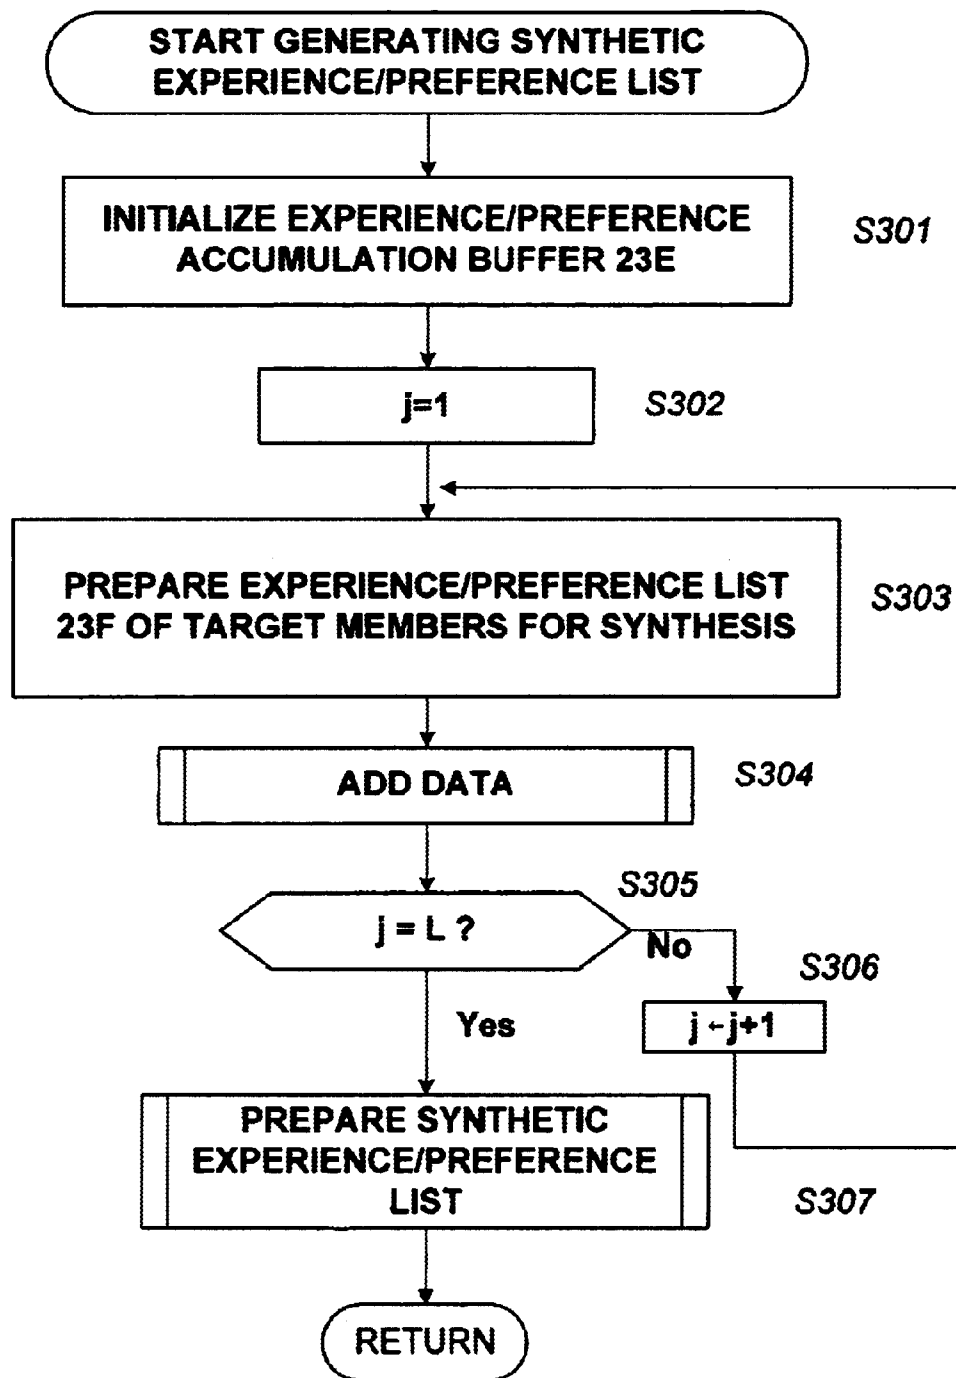 START GENERATING SYNTHETIC
EXPERIENCE/PREFERENCE LIST
INITIALIZE EXPERIENCE/PREFERENCE
ACCUMULATION BUFFER 23E
S301
j=1
S302
PREPARE EXPERIENCE/PREFERENCE LIST
23F OF TARGET MEMBERS FOR SYNTHESIS
S303
ADD DATA
S304
j = L ?
S305
No
S306
j ←j+1
Yes
PREPARE SYNTHETIC
EXPERIENCE/PREFERENCE
LIST
S307
RETURN